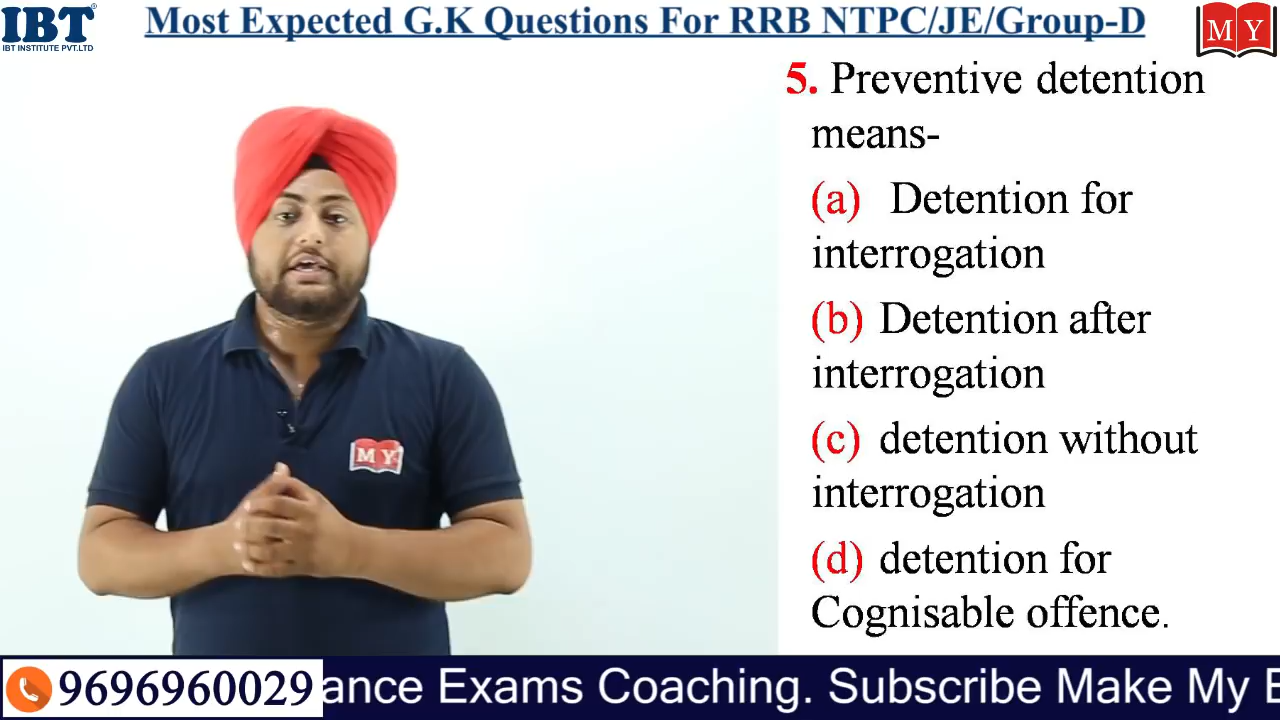 IBT
IBT INSTITUTE PVT.LTD
Most Expected G.K Questions For RRB NTPC/JE/Group-D
MY
5. Preventive detention
means-
(a) Detention for
interrogation
(b) Detention after
interrogation
(c) detention without
interrogation
(d) detention for
Cognisable offence.
MY
9696960029
ance Exams Coaching. Subscribe Make My E